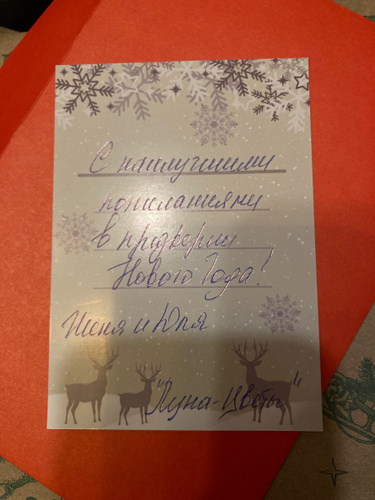 С наилучшими
пожеланиями
в преддверии
Нового Года!
Женя и Юля
"Луна-Цветы"